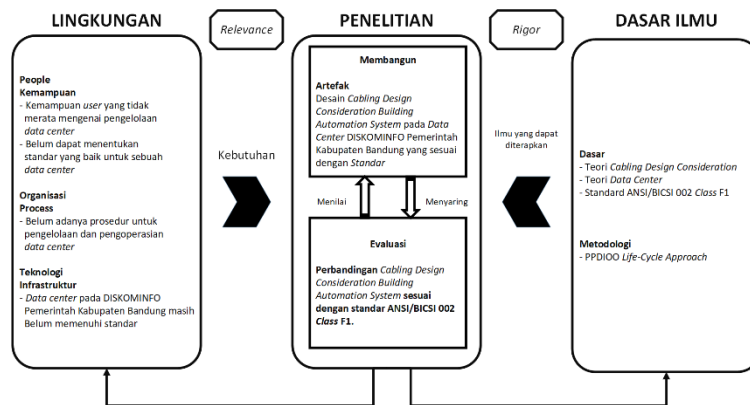 LINGKUNGAN
Relevance
PENELITIAN
Rigor
DASAR ILMU
People
Kemampuan
- Kemampuan user yang tidak
merata mengenai pengelolaan
data center
- Belum dapat menentukan
standar yang baik untuk sebuah
data center
Organisasi
Process
- Belum adanya prosedur untuk
pengelolaan dan pengoperasian
data center
Teknologi
Infrastruktur
- Data center pada DISKOMINFO
Pemerintah Kabupaten Bandung masih
Belum memenuhi standar
Kebutuhan
Membangun
Artefak
Desain Cabling Design
Consideration Building
Automation System pada Data
Center DISKOMINFO Pemerintah
Kabupaten Bandung yang sesuai
dengan Standar
Menilai
Menyaring
Evaluasi
Perbandingan Cabling Design
Consideration Building
Automation System sesuai
dengan standar ANSI/BICSI 002
Class F1.
Ilmu yang dapat
diterapkan
Dasar
- Teori Cabling Design Consideration
- Teori Data Center
- Standard ANSI/BICSI 002 Class F1
Metodologi
- PPDIOO Life-Cycle Approach